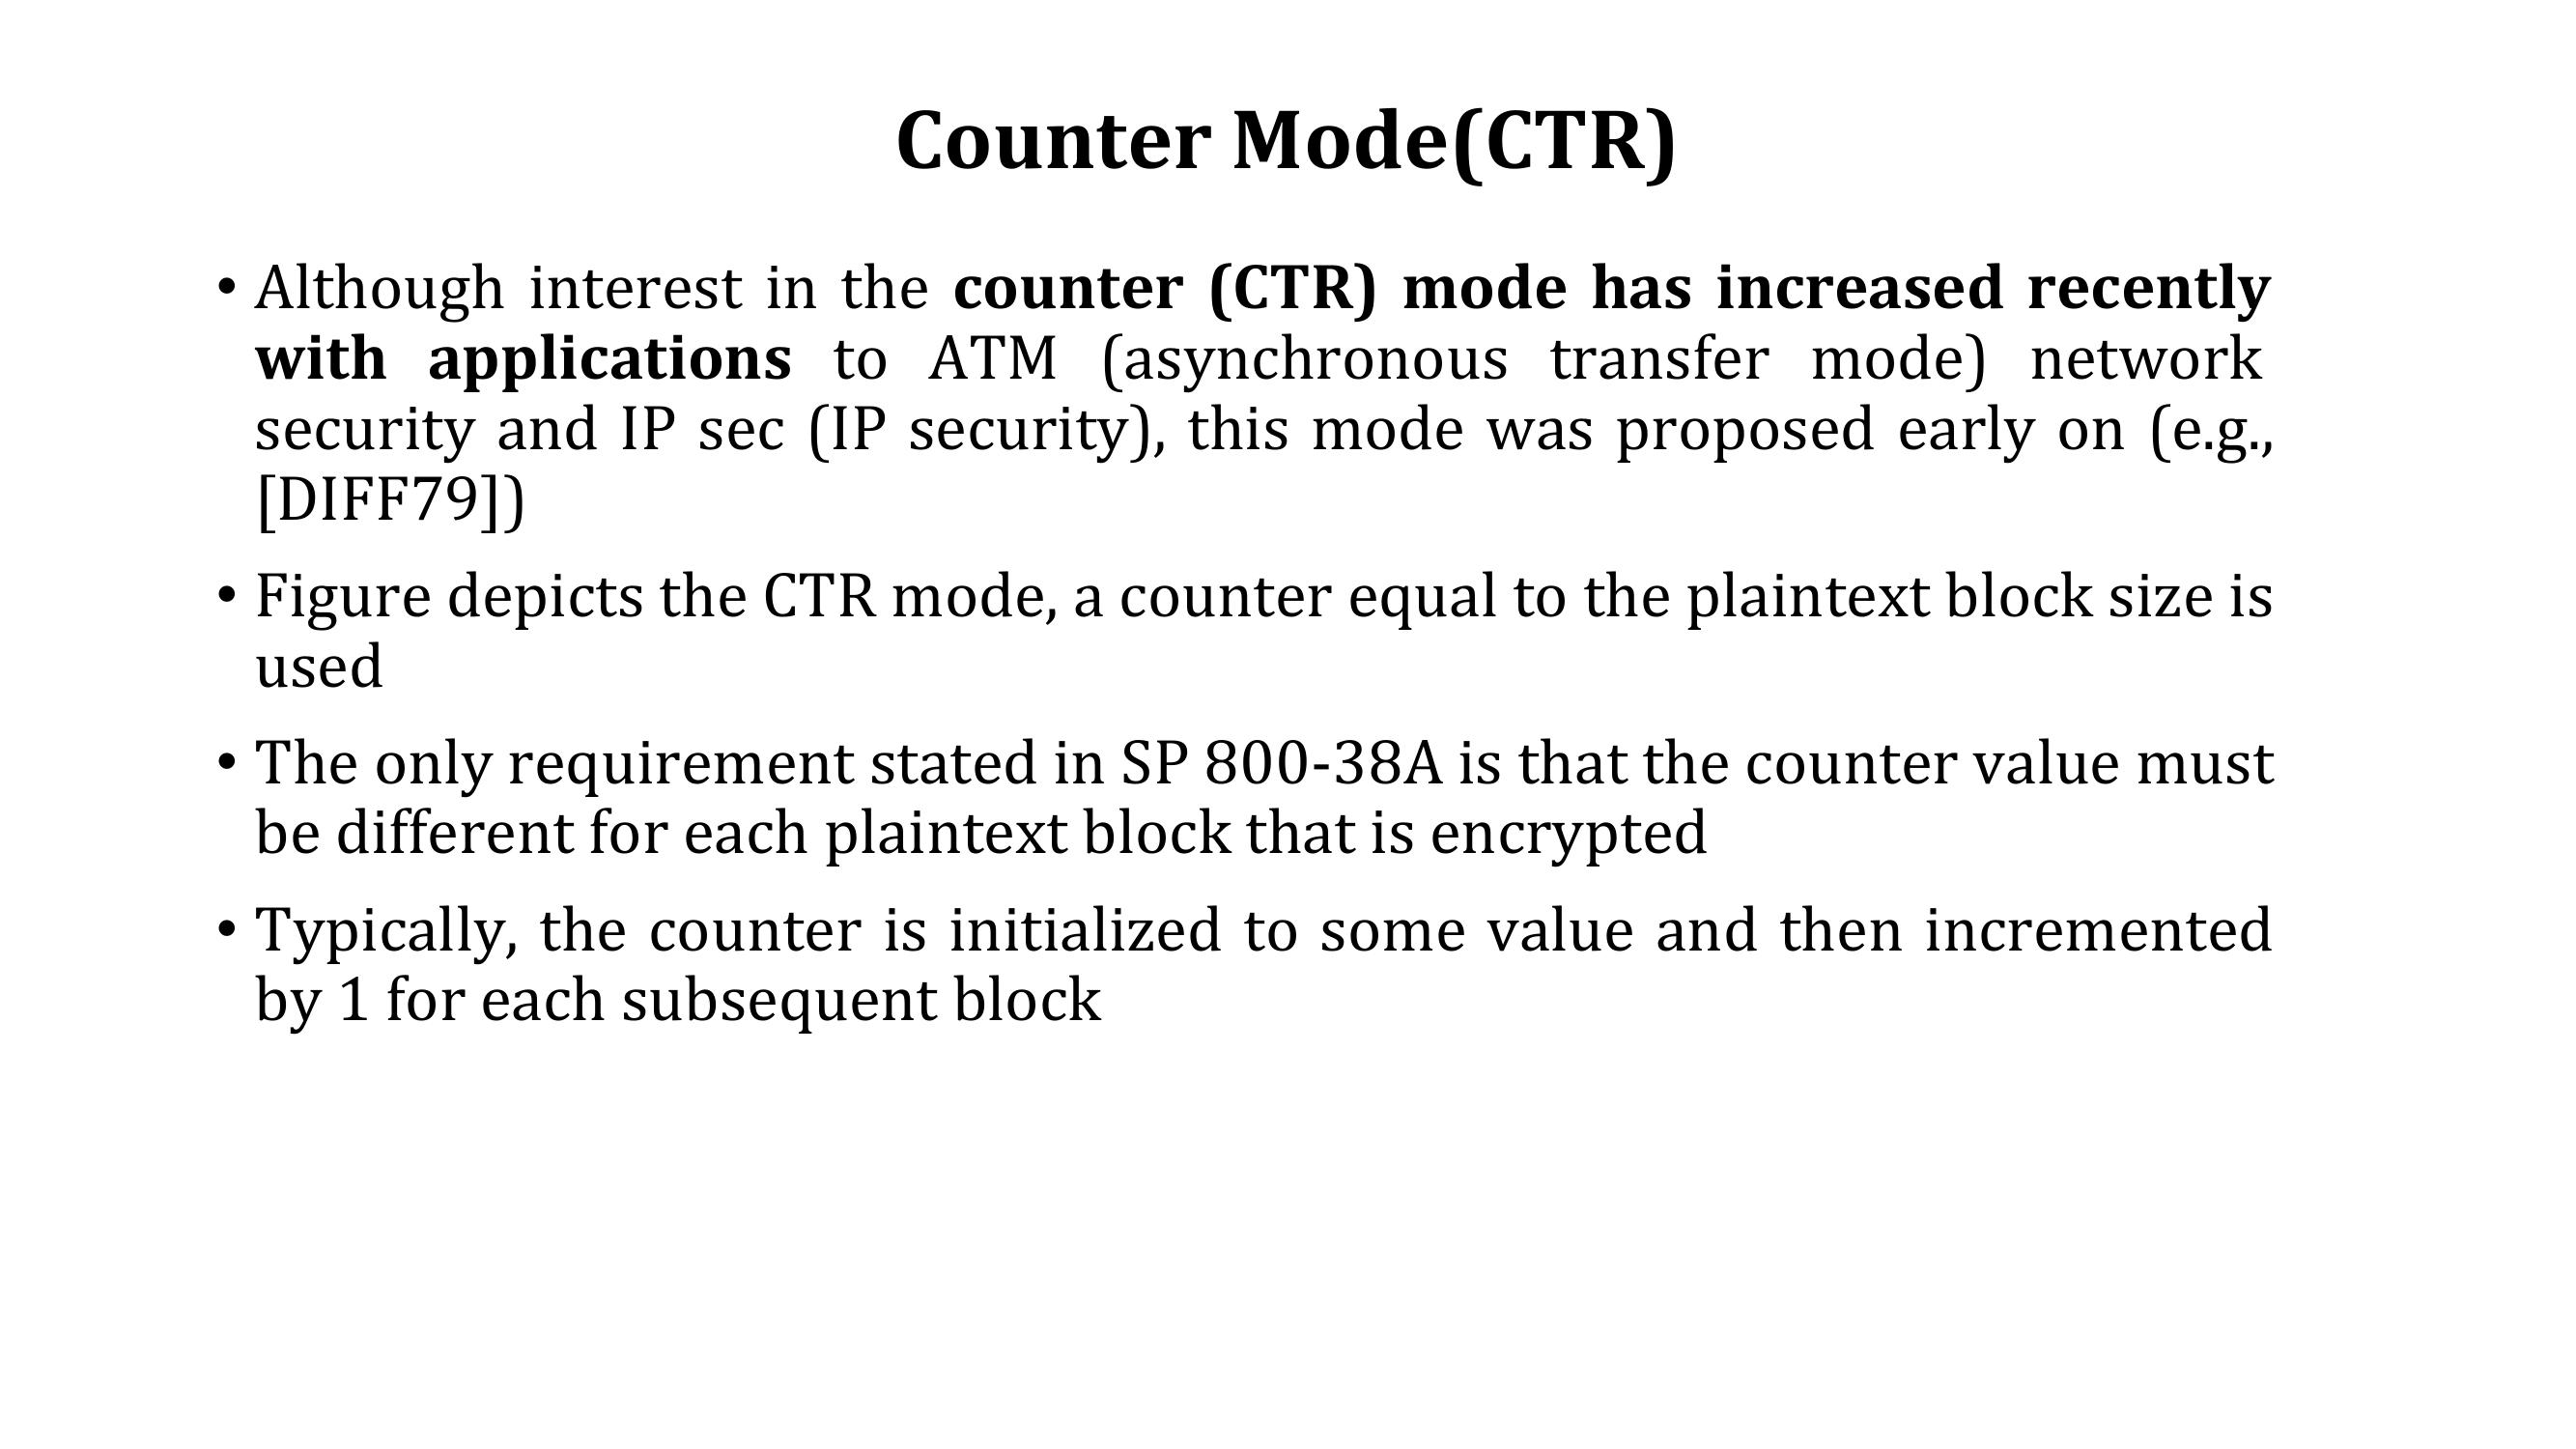 Counter Mode(CTR)
• Although interest in the counter (CTR) mode has increased recently
with applications to ATM (asynchronous transfer mode) network
security and IP sec (IP security), this mode was proposed early on (e.g.,
[DIFF79])
• Figure depicts the CTR mode, a counter equal to the plaintext block size is
used
• The only requirement stated in SP 800-38A is that the counter value must
be different for each plaintext block that is encrypted
• Typically, the counter is initialized to some value and then incremented
by 1 for each subsequent block